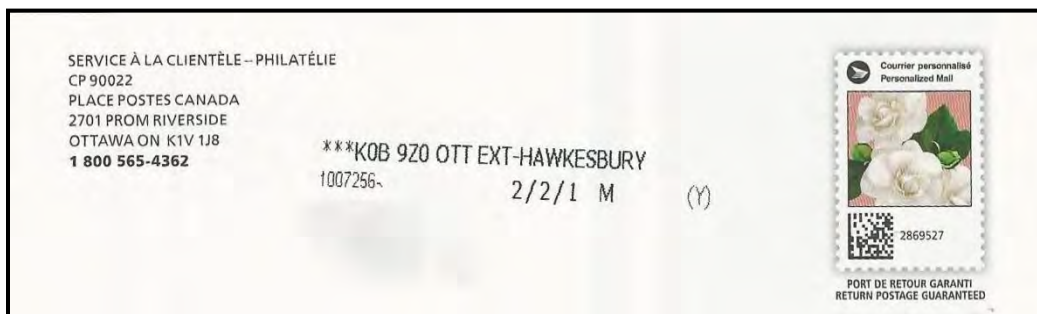 SERVICE À LA CLIENTÈLE – PHILATÉLIE
CP 90022
PLACE POSTES CANADA
2701 PROM RIVERSIDE
OTTAWA ON K1V 1J8
1 800 565-4362
***K0B 9Z0 OTT EXT-HAWKESBURY
1007256-
2/2/1 M (Y)
Courrier personnalisé
Personalized Mail
2869527
PORT DE RETOUR GARANTI
RETURN POSTAGE GUARANTEED